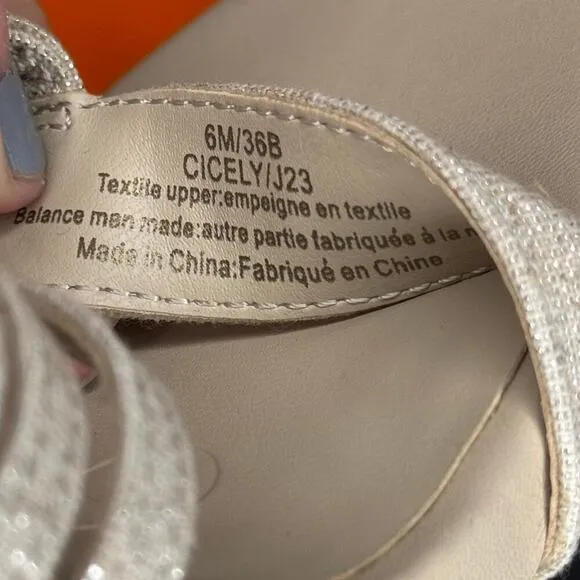 6M/36B
CICELY/J23
Textile upper:empeigne en textile
Balance man made:autre partie fabriquée à la
Made in China:Fabriqué en Chine